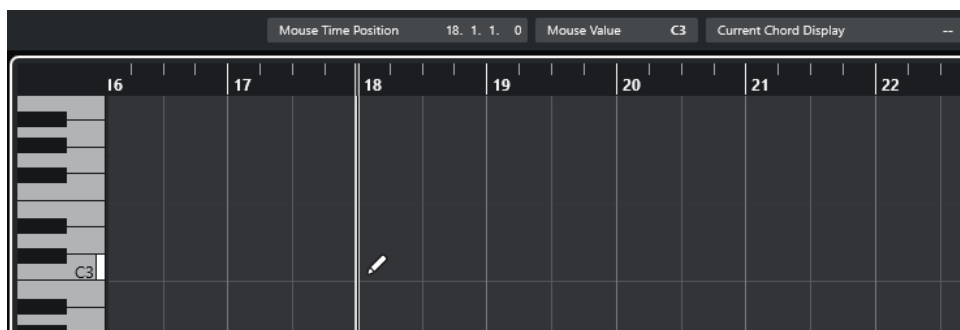 Mouse Time Position 18. 1. 1. 0 Mouse Value C3 Current Chord Display --
16 17 18 19 20 21 22
C3